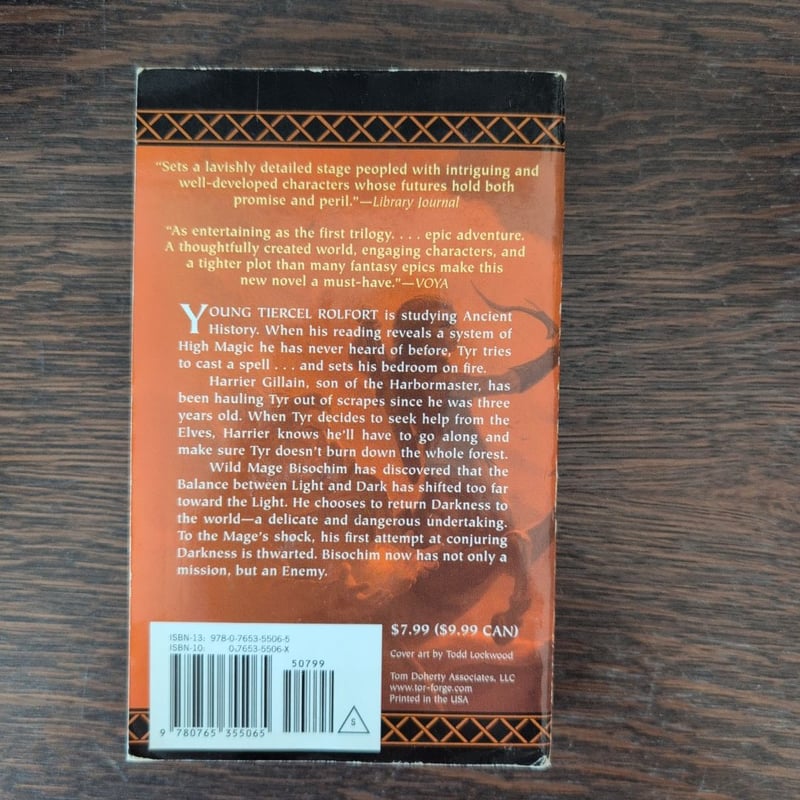 “Sets a lavishly detailed stage peopled with intriguing and
well-developed characters whose futures hold both
promise and peril.”—Library Journal
“As entertaining as the first trilogy. . . . epic adventure.
A thoughtfully created world, engaging characters, and
a tighter plot than many fantasy epics make this
new novel a must-have.”—VOYA
YOUNG TIERCEL ROLFORT is studying Ancient
History. When his reading reveals a system of
High Magic he has never heard of before, Tyr tries
to cast a spell . . . and sets his bedroom on fire.
Harrier Gillain, son of the Harbormaster, has
been hauling Tyr out of scrapes since he was three
years old. When Tyr decides to seek help from the
Elves, Harrier knows he’ll have to go along and
make sure Tyr doesn’t burn down the whole forest.
Wild Mage Bisochim has discovered that the
Balance between Light and Dark has shifted too far
toward the Light. He chooses to return Darkness to
the world—a delicate and dangerous undertaking.
To the Mage’s shock, his first attempt at conjuring
Darkness is thwarted. Bisochim now has not only a
mission, but an Enemy.
ISBN-13: 978-0-7653-5506-5
ISBN-10: 0-7653-5506-X
50799
9 780765 355065
S
$7.99 ($9.99 CAN)
Cover art by Todd Lockwood
Tom Doherty Associates, LLC
www.tor-forge.com
Printed in the USA